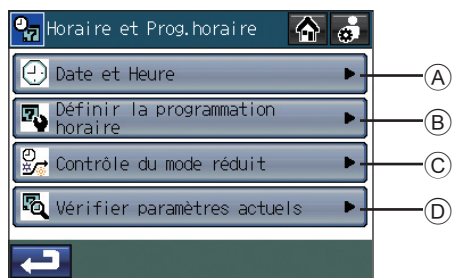 Horaire et Prog.horaire
Date et Heure
A
Définir la programmation
horaire
B
Contrôle du mode réduit
C
Vérifier paramètres actuels
D